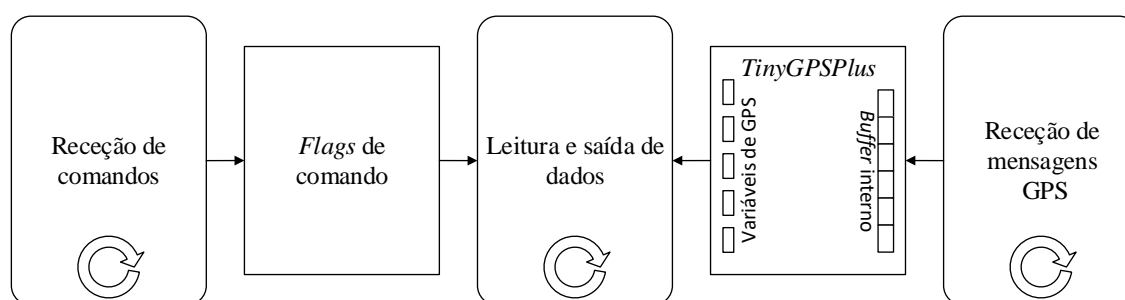 Receção de
comandos
Flags de
comando
Leitura e saída de
dados
TinyGPSPlus
Variáveis de GPS
Buffer interno
Receção de
mensagens
GPS